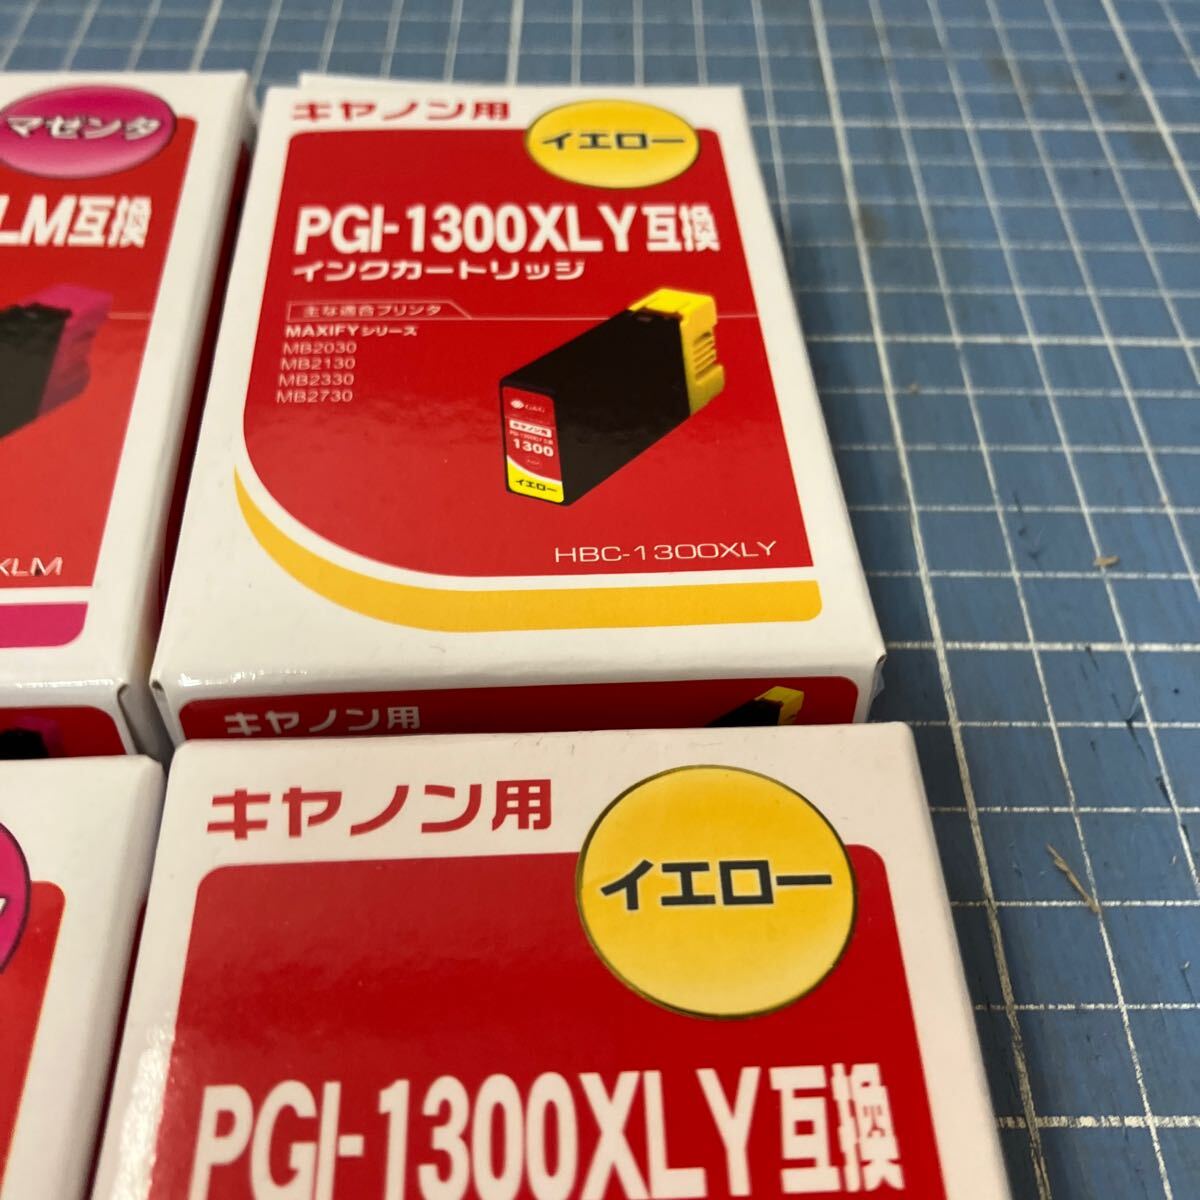 マゼンタ
LM互換
XLM
キヤノン用
イエロー
PGI-1300XLY互換
インクカートリッジ
主な適合プリンタ
MAXIFYシリーズ
MB2030
MB2130
MB2330
MB2730
G&G
キヤノン用
1300
イエロー
HBC-1300XLY
キヤノン用
キヤノン用
イエロー
PGI-1300XLY互換